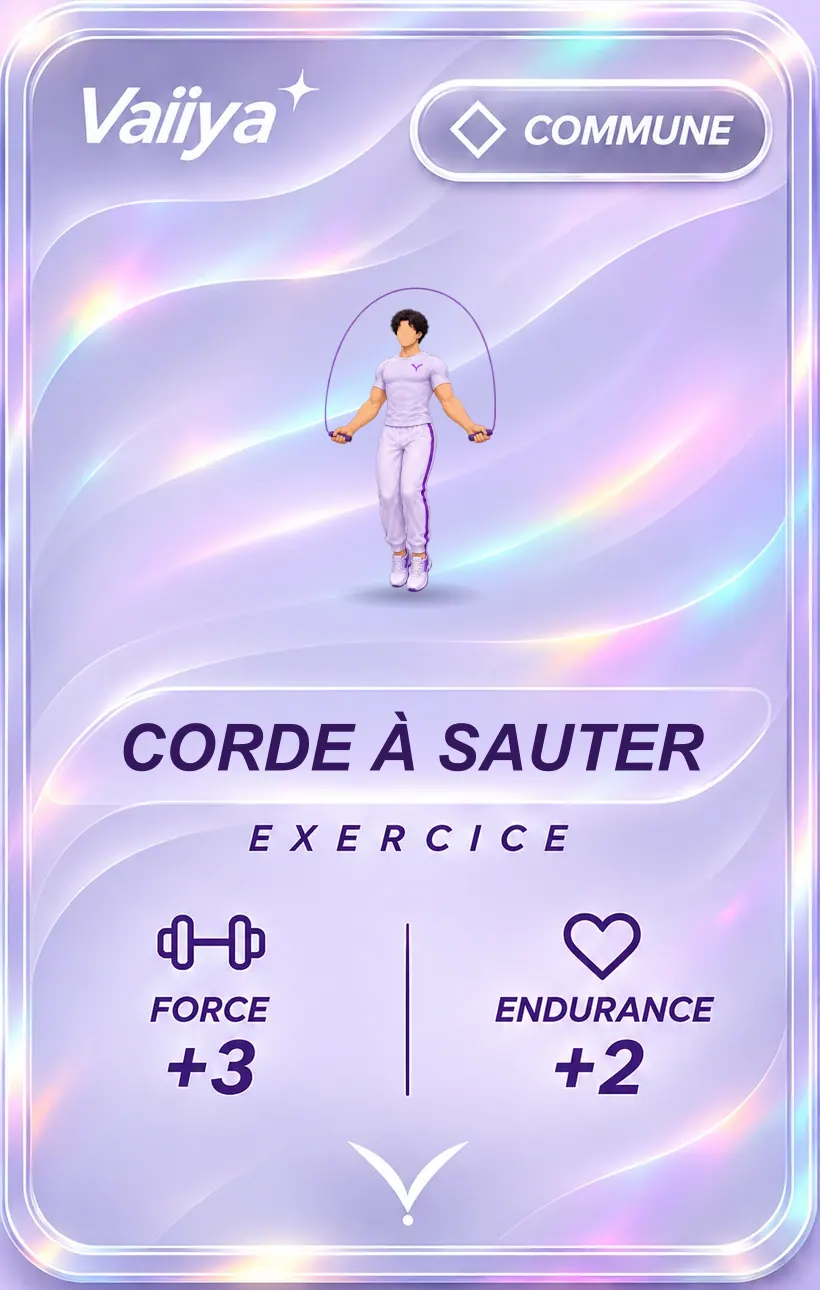 Vaiiya
COMMUNE
CORDE À SAUTER
EXERCICE
FORCE
+3
ENDURANCE
+2